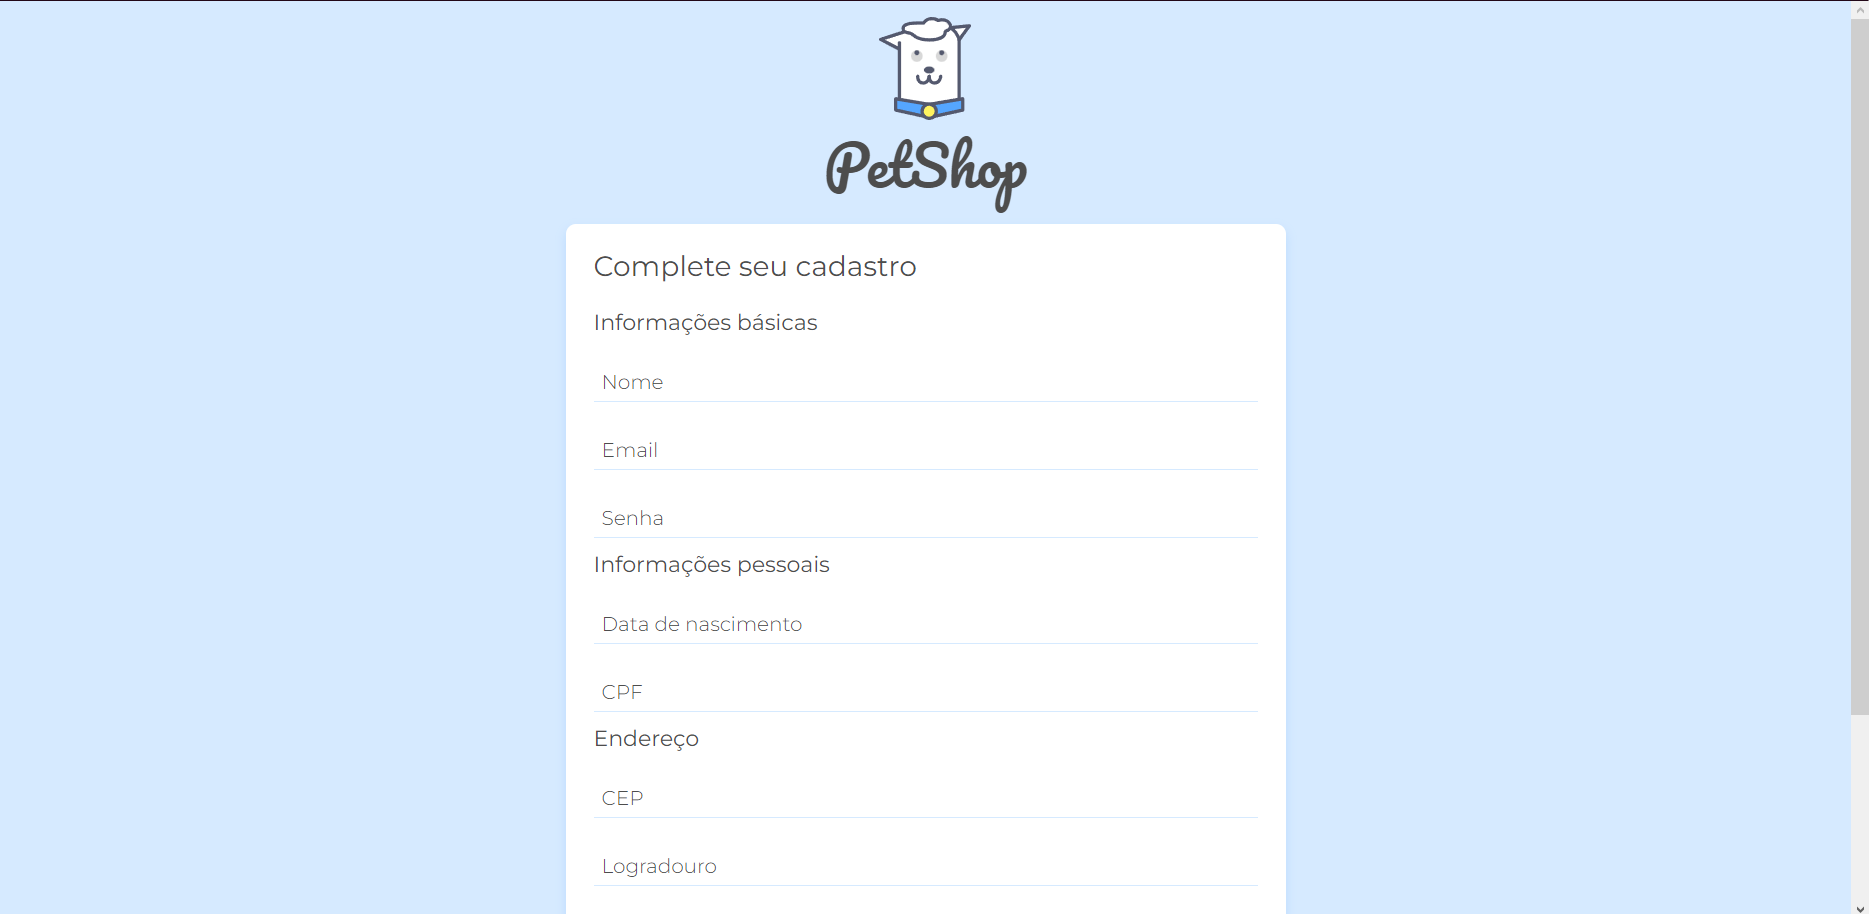 PetShop
Complete seu cadastro
Informações básicas
Nome
Email
Senha
Informações pessoais
Data de nascimento
CPF
Endereço
CEP
Logradouro